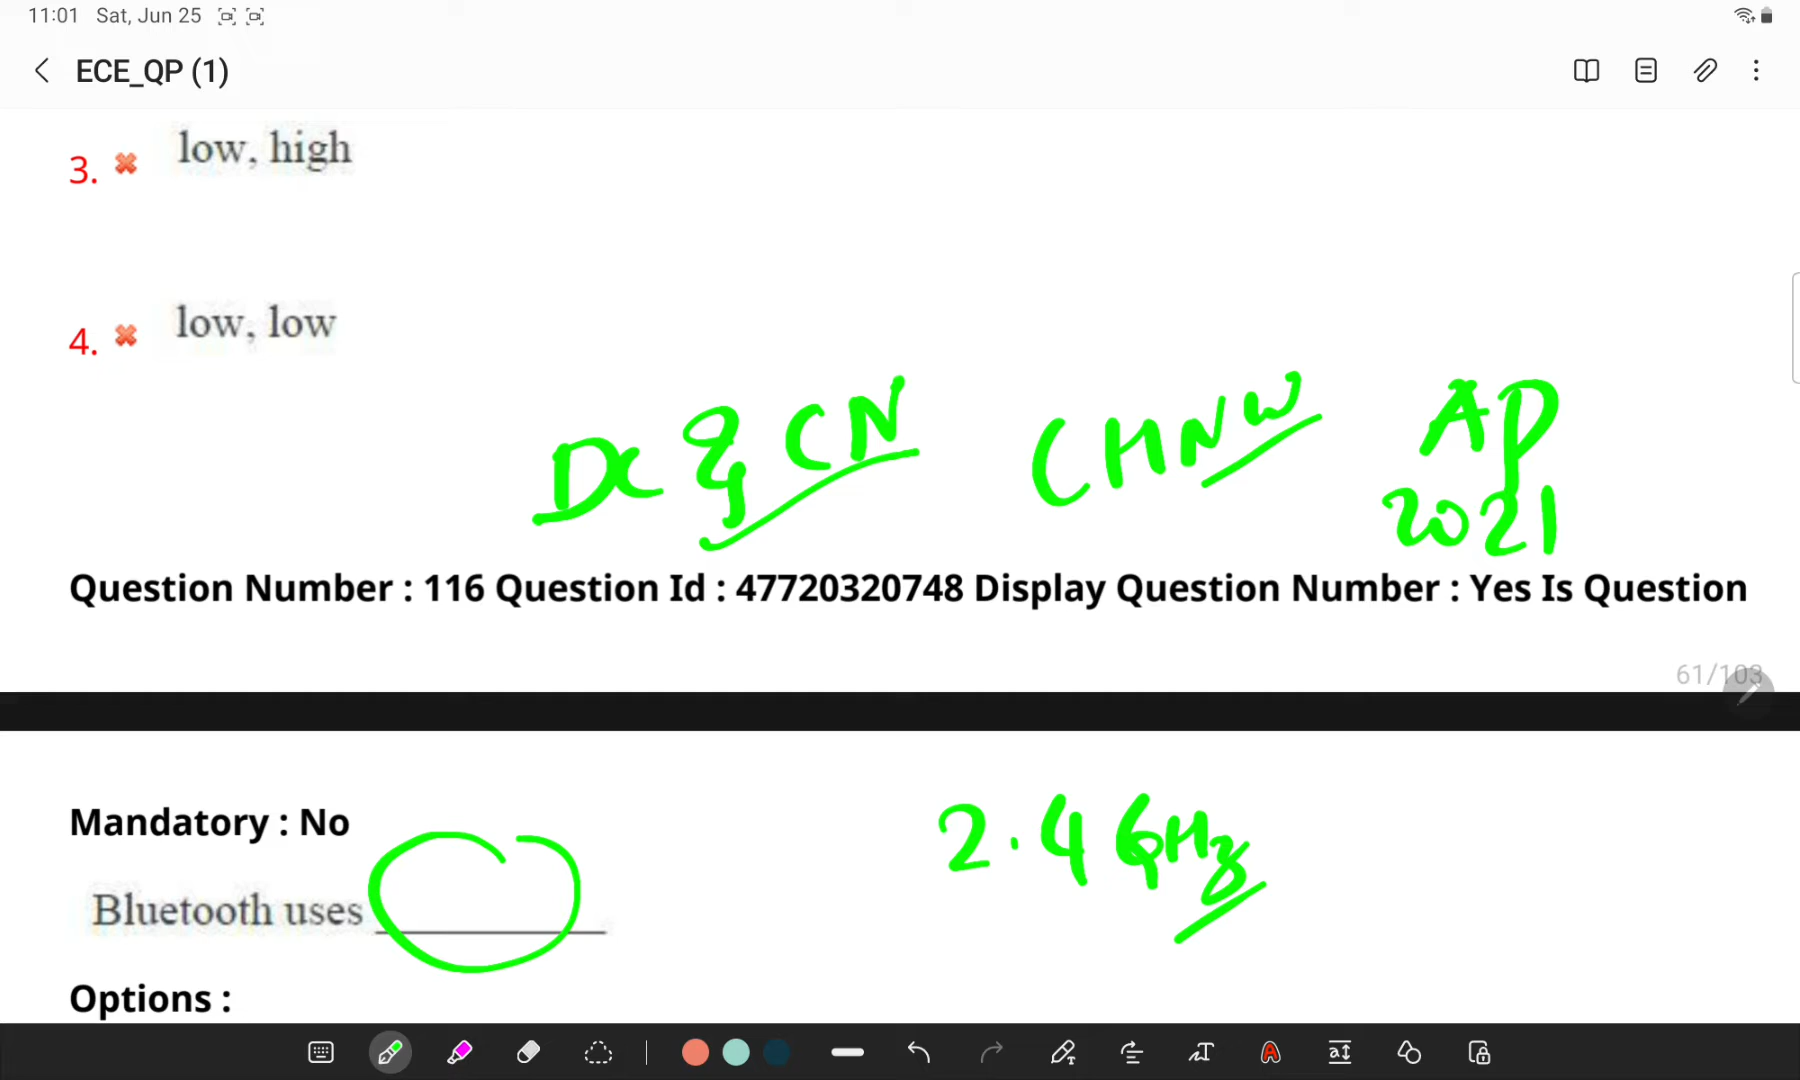 11:01 Sat, Jun 25
ECE_QP (1)
3. low, high
4. low, low
DC & CN CHNW AP
2021
Question Number : 116 Question Id : 47720320748 Display Question Number : Yes Is Question
61/103
Mandatory : No
2.4 GHz
Bluetooth uses ___________
Options :